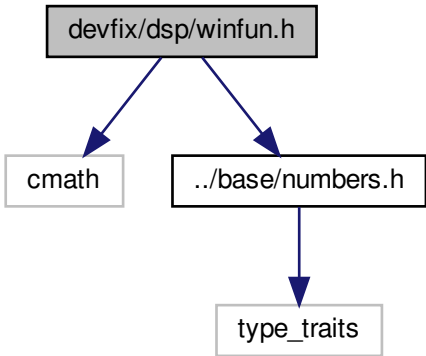 devfix/dsp/winfun.h
cmath
../base/numbers.h
type_traits